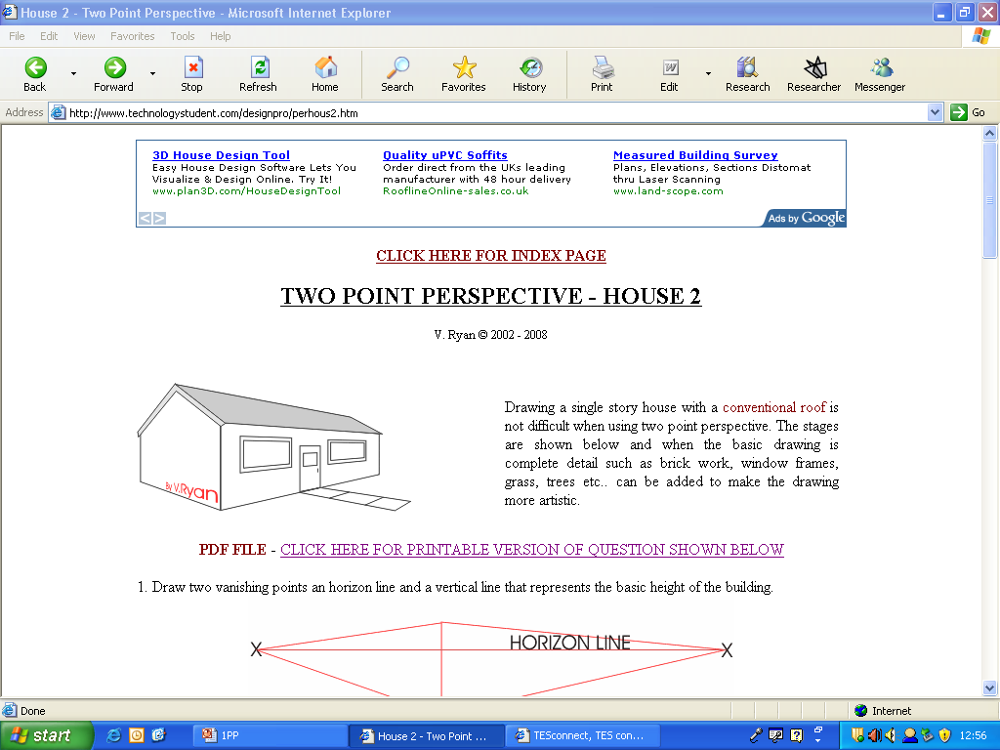 House 2 - Two Point Perspective - Microsoft Internet Explorer
File Edit View Favorites Tools Help
Back Forward Stop Refresh Home Search Favorites History Print Edit Research Researcher Messenger
Address http://www.technologystudent.com/designpro/perhous2.htm Go
3D House Design Tool
Easy House Design Software Lets You
Visualize & Design Online. Try It!
www.plan3D.com/HouseDesignTool
Quality uPVC Soffits
Order direct from the UKs leading
manufacturer with 48 hour delivery
RooflineOnline-sales.co.uk
Measured Building Survey
Plans, Elevations, Sections Distomat
thru Laser Scanning
www.land-scope.com
Ads by Google
CLICK HERE FOR INDEX PAGE
TWO POINT PERSPECTIVE - HOUSE 2
V. Ryan © 2002 - 2008
By V.Ryan
Drawing a single story house with a conventional roof is
not difficult when using two point perspective. The stages
are shown below and when the basic drawing is
complete detail such as brick work, window frames,
grass, trees etc.. can be added to make the drawing
more artistic.
PDF FILE - CLICK HERE FOR PRINTABLE VERSION OF QUESTION SHOWN BELOW
1. Draw two vanishing points an horizon line and a vertical line that represents the basic height of the building.
X HORIZON LINE X
Done Internet
start 1PP House 2 - Two Point ... TESconnect, TES con... 12:56